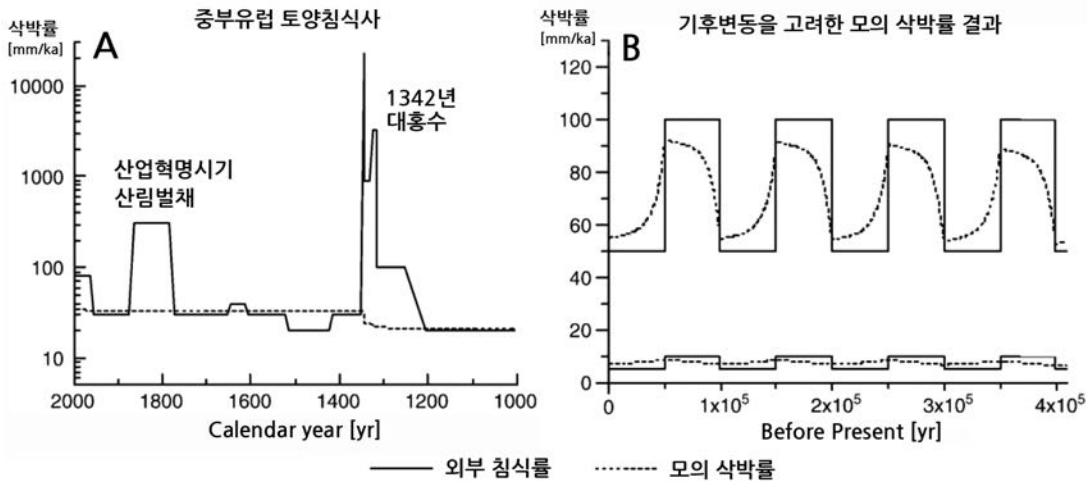 중부유럽 토양침식사
삭박률
[mm/ka]
A
10000
1000
100
10
1342년
대홍수
산업혁명시기
산림벌채
2000
1800
1600
1400
1200
1000
Calendar year [yr]
기후변동을 고려한 모의 삭박률 결과
삭박률
[mm/ka]
B
120
100
80
60
40
20
0
0
1x10⁵
2x10⁵
3x10⁵
4x10⁵
Before Present [yr]
외부 침식률
모의 삭박률